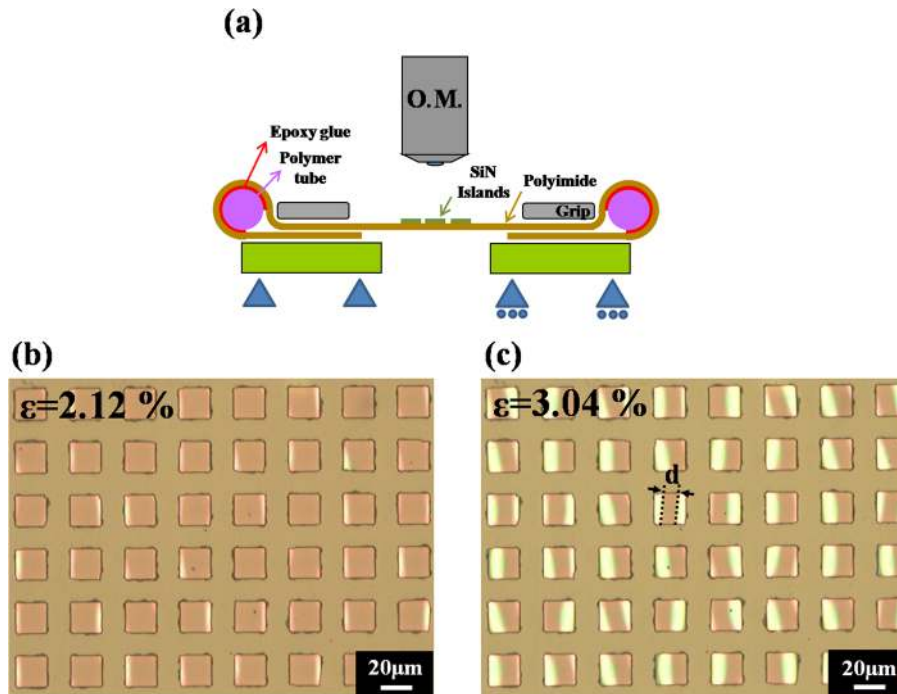 (a)
O.M.
Epoxy glue
Polymer
tube
SiN
Islands
Polyimide
Grip
(b)
(c)
ε=2.12 %
ε=3.04 %
d
20μm
20μm